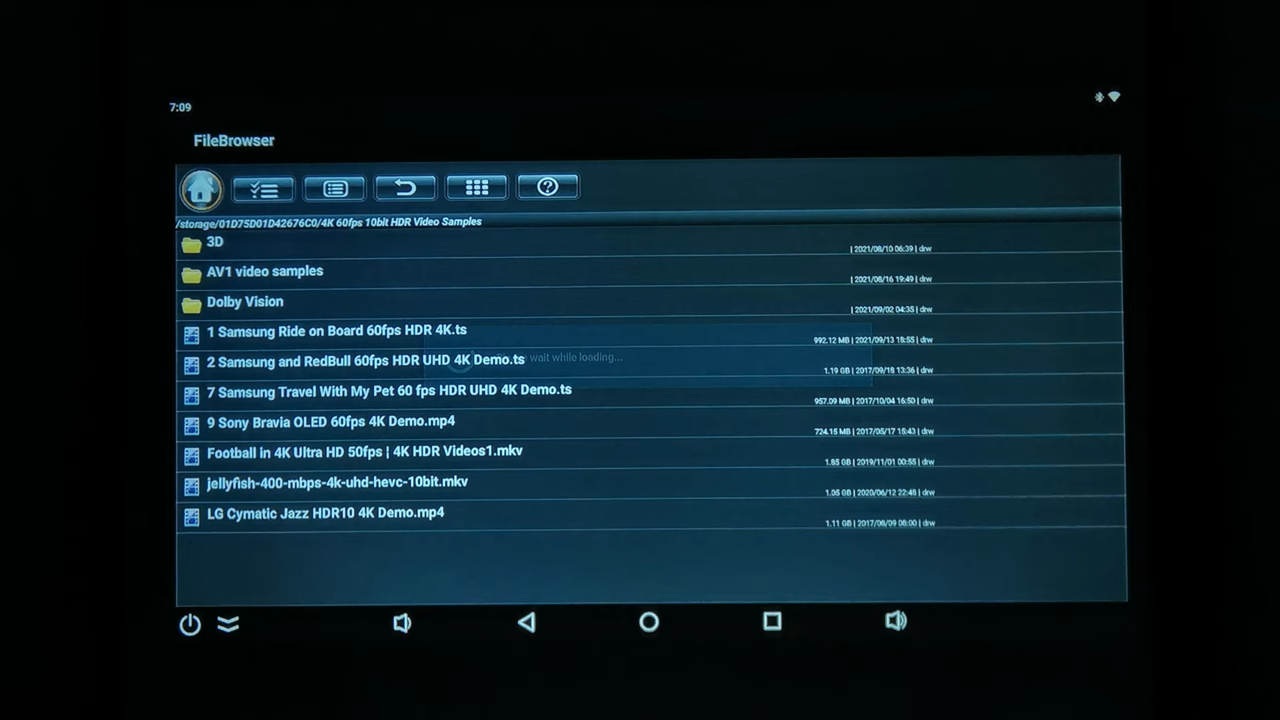 7:09
FileBrowser
/storage/01D75D01D42676C0/4K 60fps 10bit HDR Video Samples
3D
| 2021/08/10 06:39 | drw
AV1 video samples
| 2021/08/16 19:49 | drw
Dolby Vision
| 2021/09/02 04:35 | drw
1 Samsung Ride on Board 60fps HDR 4K.ts
992.12 MB | 2021/09/13 18:55 | drw
2 Samsung and RedBull 60fps HDR UHD 4K Demo.ts
wait while loading...
1.19 GB | 2017/09/18 13:36 | drw
7 Samsung Travel With My Pet 60 fps HDR UHD 4K Demo.ts
957.09 MB | 2017/10/04 16:50 | drw
9 Sony Bravia OLED 60fps 4K Demo.mp4
724.15 MB | 2017/05/17 15:43 | drw
Football in 4K Ultra HD 50fps ¦ 4K HDR Videos1.mkv
1.85 GB | 2019/11/01 00:55 | drw
jellyfish-400-mbps-4k-uhd-hevc-10bit.mkv
1.05 GB | 2020/06/12 22:48 | drw
LG Cymatic Jazz HDR10 4K Demo.mp4
1.11 GB | 2017/08/09 08:00 | drw